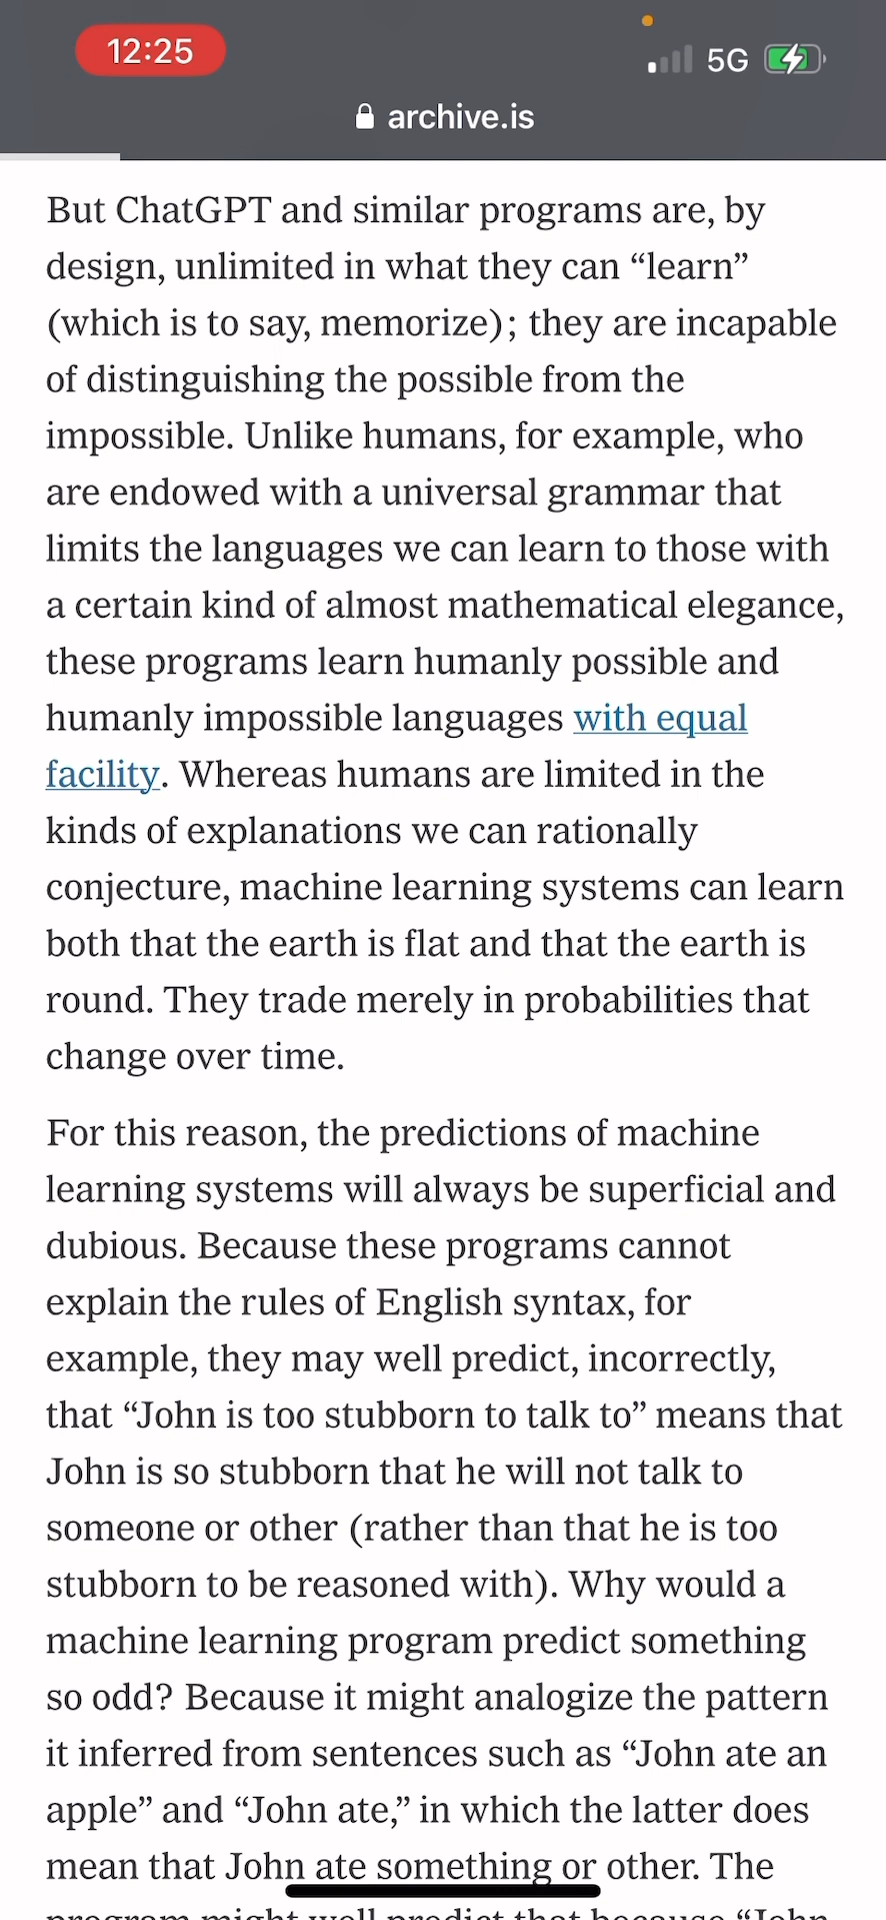 12:25
5G
archive.is
But ChatGPT and similar programs are, by
design, unlimited in what they can “learn”
(which is to say, memorize); they are incapable
of distinguishing the possible from the
impossible. Unlike humans, for example, who
are endowed with a universal grammar that
limits the languages we can learn to those with
a certain kind of almost mathematical elegance,
these programs learn humanly possible and
humanly impossible languages with equal
facility. Whereas humans are limited in the
kinds of explanations we can rationally
conjecture, machine learning systems can learn
both that the earth is flat and that the earth is
round. They trade merely in probabilities that
change over time.
For this reason, the predictions of machine
learning systems will always be superficial and
dubious. Because these programs cannot
explain the rules of English syntax, for
example, they may well predict, incorrectly,
that “John is too stubborn to talk to” means that
John is so stubborn that he will not talk to
someone or other (rather than that he is too
stubborn to be reasoned with). Why would a
machine learning program predict something
so odd? Because it might analogize the pattern
it inferred from sentences such as “John ate an
apple” and “John ate,” in which the latter does
mean that John ate something or other. The
program might well predict that because “John